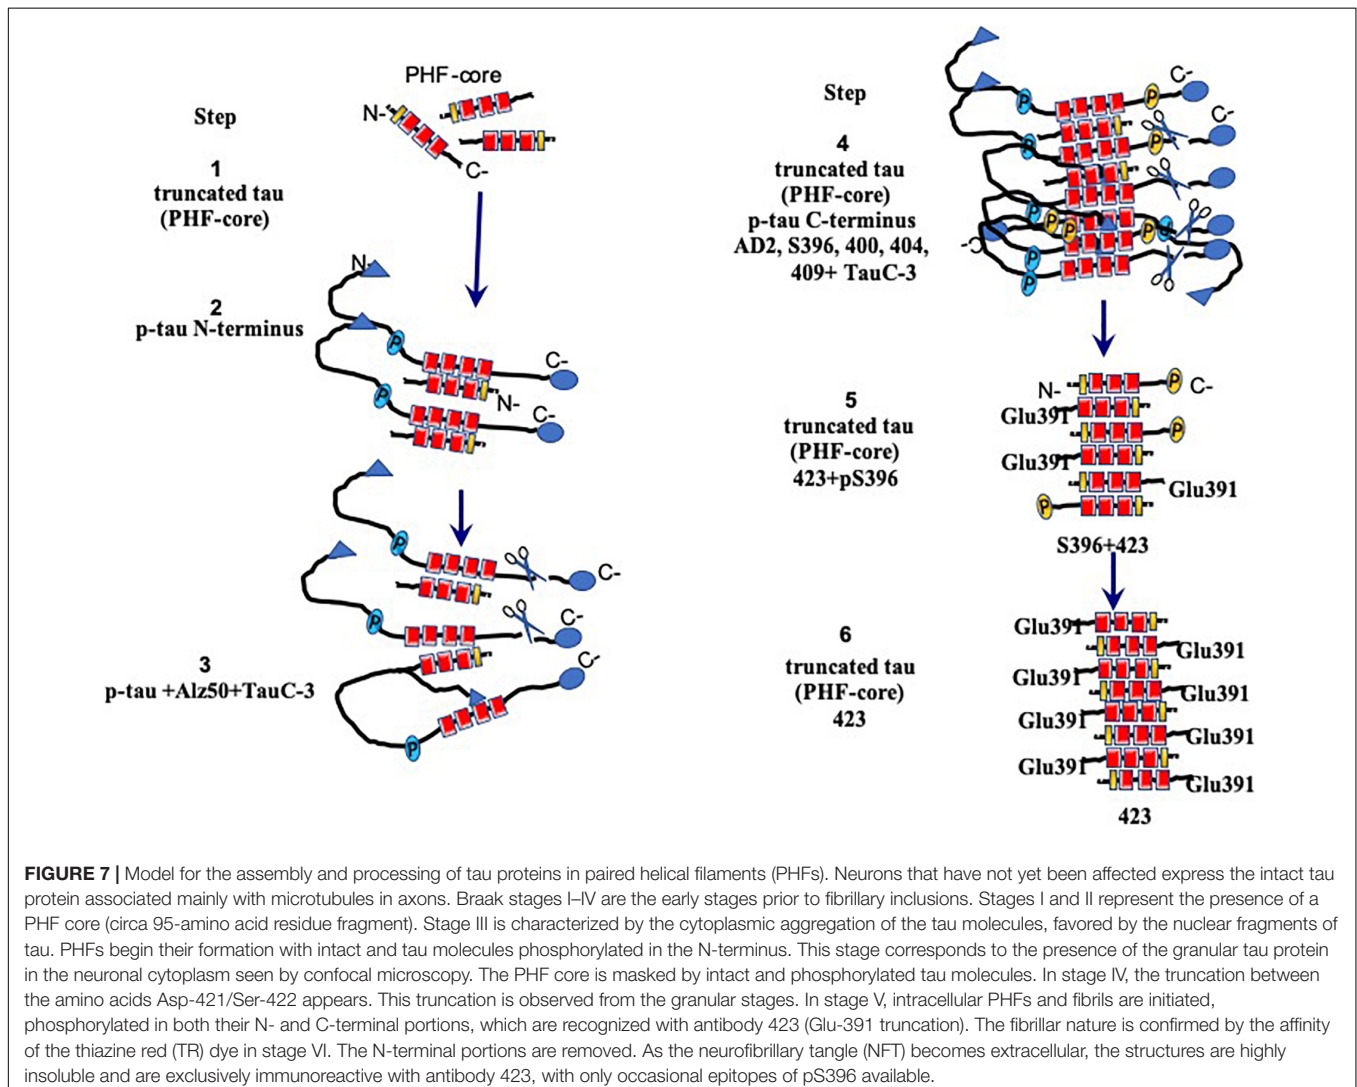 PHF-core
N-
C-
Step
1
truncated tau
(PHF-core)
N-
2
p-tau N-terminus
P
C-
P
N-
C-
P
C-
P
C-
C-
3
p-tau +Alz50+TauC-3
P
Step
4
truncated tau
(PHF-core)
p-tau C-terminus
AD2, S396, 400, 404,
409+ TauC-3
C-
P
P
C-
P
P
P
P
P
P
P
C-
P
P
5
truncated tau
(PHF-core)
423+pS396
N-
P
C-
Glu391
P
Glu391
Glu391
P
S396+423
6
truncated tau
(PHF-core)
423
Glu391
Glu391
Glu391
Glu391
Glu391
Glu391
Glu391
Glu391
423
FIGURE 7 | Model for the assembly and processing of tau proteins in paired helical filaments (PHFs). Neurons that have not yet been affected express the intact tau
protein associated mainly with microtubules in axons. Braak stages I–IV are the early stages prior to fibrillary inclusions. Stages I and II represent the presence of a
PHF core (circa 95-amino acid residue fragment). Stage III is characterized by the cytoplasmic aggregation of the tau molecules, favored by the nuclear fragments of
tau. PHFs begin their formation with intact and tau molecules phosphorylated in the N-terminus. This stage corresponds to the presence of the granular tau protein
in the neuronal cytoplasm seen by confocal microscopy. The PHF core is masked by intact and phosphorylated tau molecules. In stage IV, the truncation between
the amino acids Asp-421/Ser-422 appears. This truncation is observed from the granular stages. In stage V, intracellular PHFs and fibrils are initiated,
phosphorylated in both their N- and C-terminal portions, which are recognized with antibody 423 (Glu-391 truncation). The fibrillar nature is confirmed by the affinity
of the thiazine red (TR) dye in stage VI. The N-terminal portions are removed. As the neurofibrillary tangle (NFT) becomes extracellular, the structures are highly
insoluble and are exclusively immunoreactive with antibody 423, with only occasional epitopes of pS396 available.